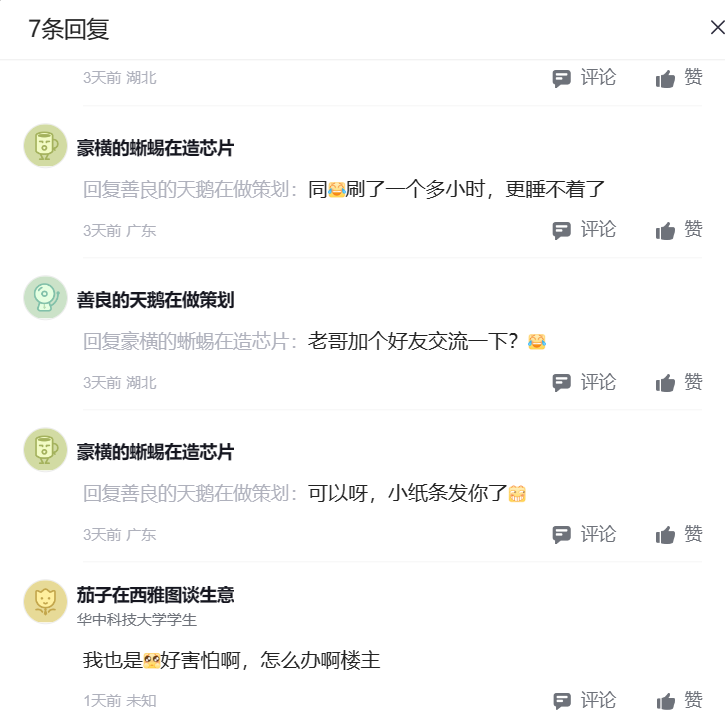 7条回复
3天前 湖北
评论
赞
豪横的蜥蜴在造芯片
回复善良的天鹅在做策划：同刷了一个多小时，更睡不着了
3天前 广东
评论
赞
善良的天鹅在做策划
回复豪横的蜥蜴在造芯片：老哥加个好友交流一下？
3天前 湖北
评论
赞
豪横的蜥蜴在造芯片
回复善良的天鹅在做策划：可以呀，小纸条发你了
3天前 广东
评论
赞
茄子在西雅图谈生意
华中科技大学学生
我也是好害怕啊，怎么办啊楼主
1天前 未知
评论
赞